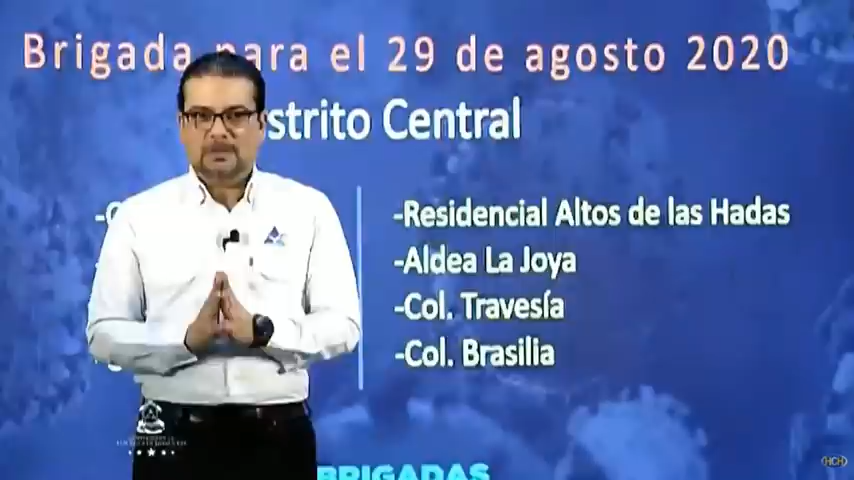 Brigada para el 29 de agosto 2020
strito Central
-Residencial Altos de las Hadas
-Aldea La Joya
-Col. Travesía
-Col. Brasilia
BRIGADAS
HCH